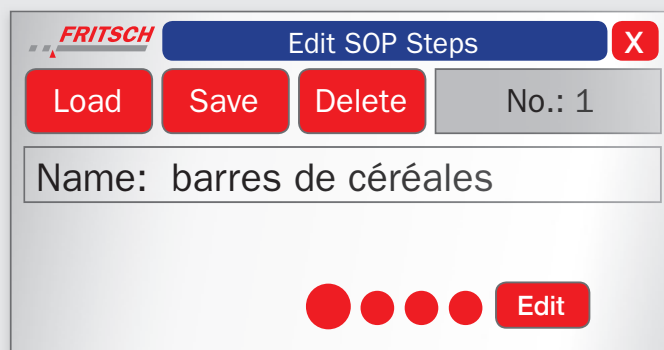 FRITSCH Edit SOP Steps X
Load Save Delete No.: 1
Name: barres de céréales
Edit